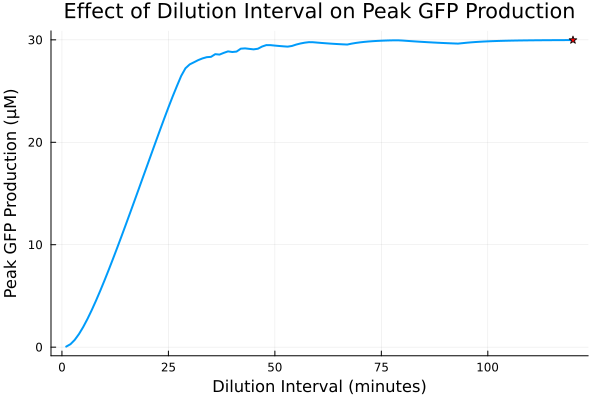 Effect of Dilution Interval on Peak GFP Production
Peak GFP Production (μM)
30
20
10
0
0 25 50 75 100
Dilution Interval (minutes)